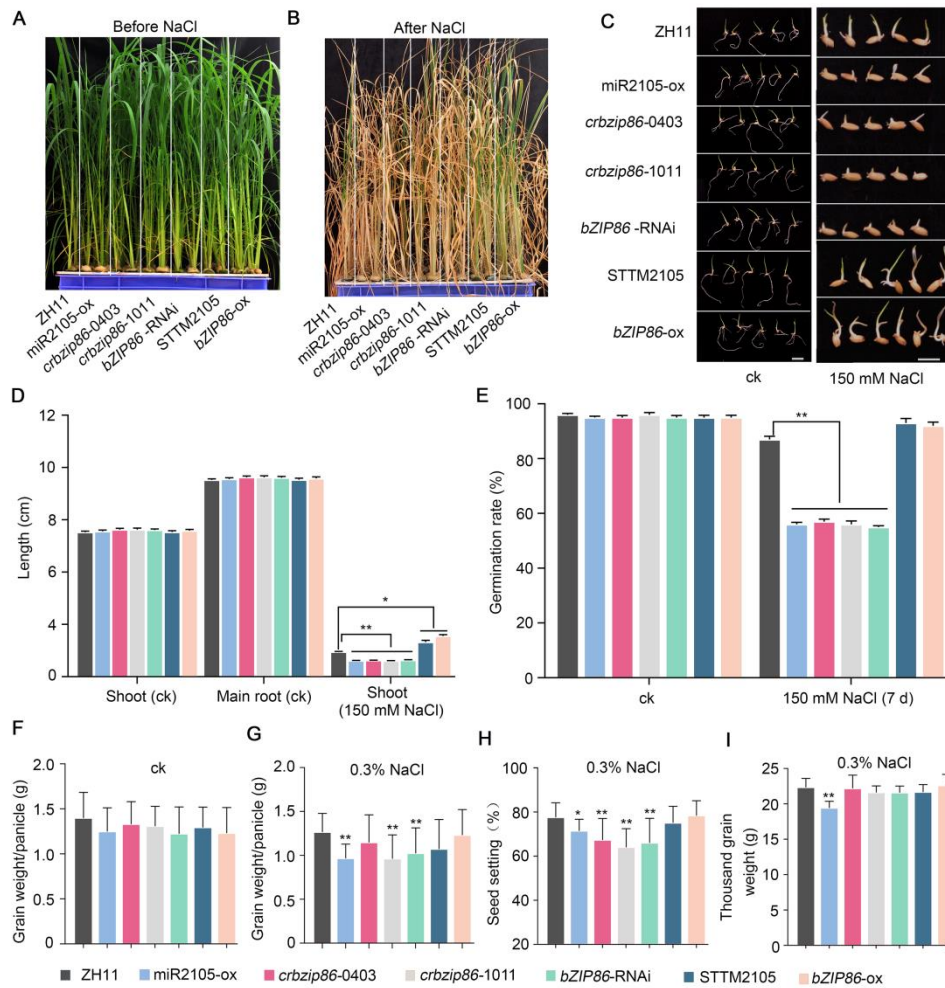 A
Before NaCl
ZH11
miR2105-ox
crbzip86-0403
crbzip86-1011
bZIP86 -RNAi
STTM2105
bZIP86-ox
B
After NaCl
ZH11
miR2105-ox
crbzip86-0403
crbzip86-1011
bZIP86 -RNAi
STTM2105
bZIP86-ox
C
ZH11
miR2105-ox
crbzip86-0403
crbzip86-1011
bZIP86 -RNAi
STTM2105
bZIP86-ox
ck
150 mM NaCl
D
Length (cm)
12
9
6
4
2
0
*
**
Shoot (ck)
Main root (ck)
Shoot
(150 mM NaCl)
E
Germination rate (%)
100
80
60
40
20
0
**
ck
150 mM NaCl (7 d)
F
ck
Grain weight/panicle (g)
2.0
1.5
1.0
0.5
0
G
0.3% NaCl
Grain weight/panicle (g)
2.0
1.5
1.0
0.5
0
**
**
**
H
0.3% NaCl
Seed setting (%)
100
80
60
40
20
*
**
**
**
I
0.3% NaCl
Thousand grain
weight (g)
25
20
15
10
5
0
**
ZH11
miR2105-ox
crbzip86-0403
crbzip86-1011
bZIP86-RNAi
STTM2105
bZIP86-ox